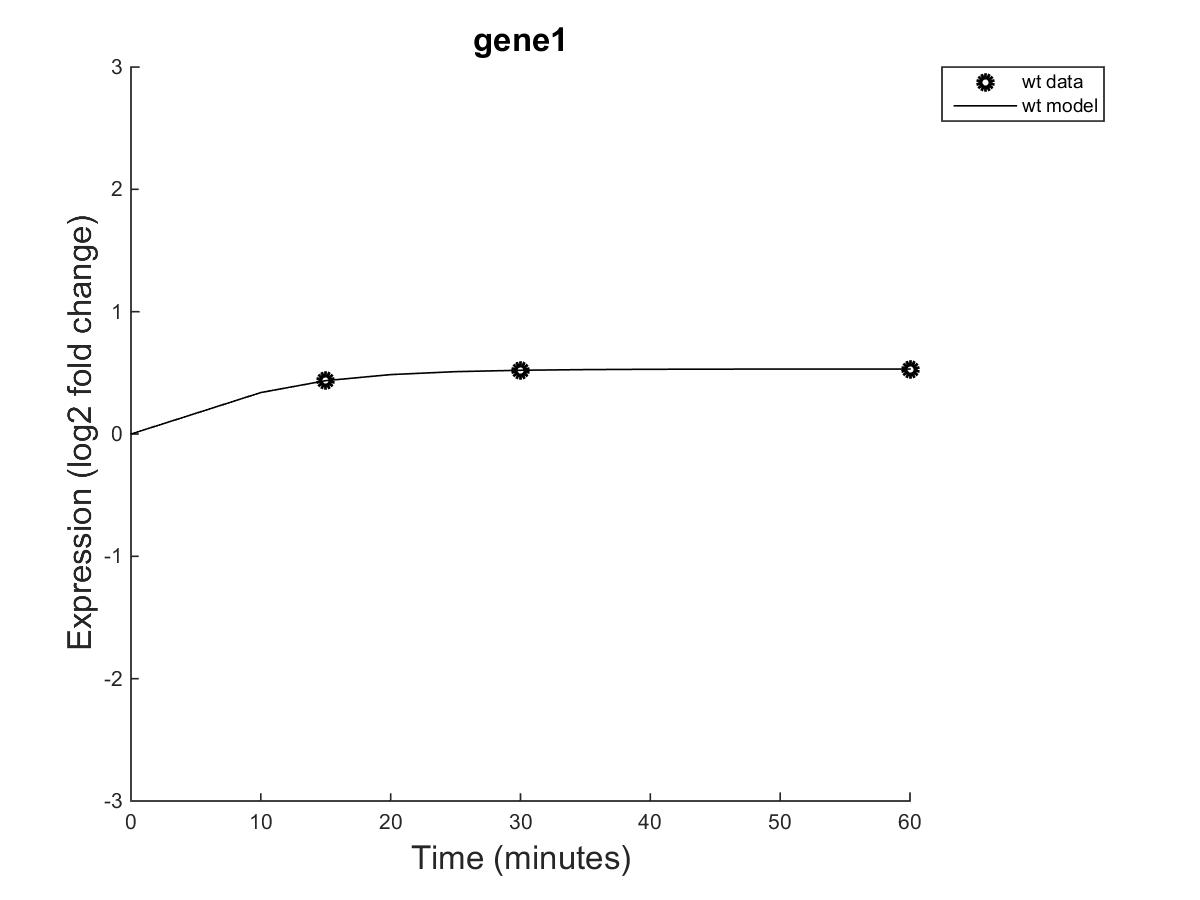 gene1
wt data
wt model
Expression (log2 fold change)
3
2
1
0
-1
-2
-3
0 10 20 30 40 50 60
Time (minutes)